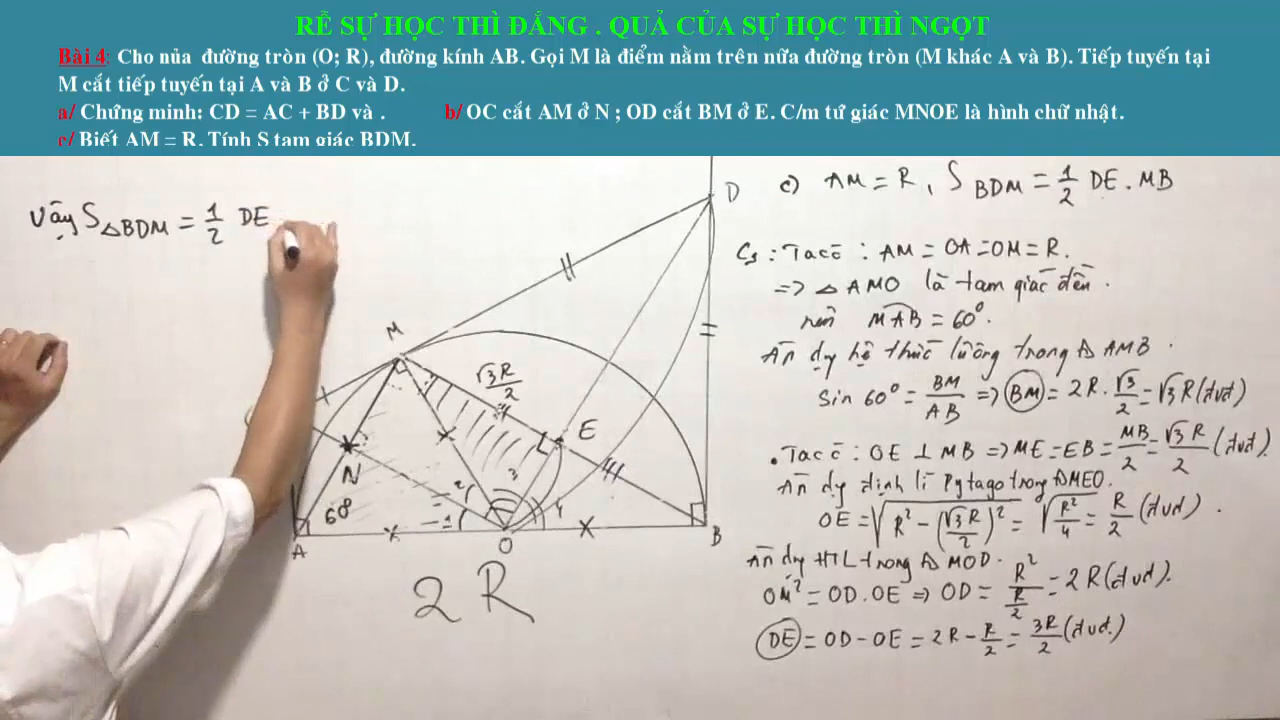 RỄ SỰ HỌC THÌ ĐẮNG . QUẢ CỦA SỰ HỌC THÌ NGỌT
Bài 4: Cho nủa đường tròn (O; R), đường kính AB. Gọi M là điểm nằm trên nữa đường tròn (M khác A và B). Tiếp tuyến tại
M cắt tiếp tuyến tại A và B ở C và D.
a/ Chứng minh: CD = AC + BD và . b/ OC cắt AM ở N ; OD cắt BM ở E. C/m tứ giác MNOE là hình chữ nhật.
c/ Biết AM = R. Tính S tam giác BDM.
Vậy S△BDM = 1/2 DE
c) AM = R, S BDM = 1/2 DE . MB
Cg : Ta có : AM = OA = OM = R.
=> △ AMO là tam giác đều .
nên MAB = 60°.
Áp dụng hệ thức lượng trong △ AMB .
Sin 60° = BM/AB => BM = 2R . √3/2 = √3 R (đvđ)
. Ta có : OE ⊥ MB => ME = EB = MB/2 = √3 R/2 (đvđ).
Áp dụng định lí Pytago trong △MEO.
OE = √(R² - (√3R/2)²) = √(R²/4) = R/2 (đvđ) .
Áp dụng HTL trong △ MOD .
OM² = OD . OE => OD = R²/(R/2) = 2R (đvđ).
DE = OD - OE = 2R - R/2 = 3R/2 (đvđ.)
D
M
√3R/2
E
N
60°
1
2
3
4
A
O
B
2R